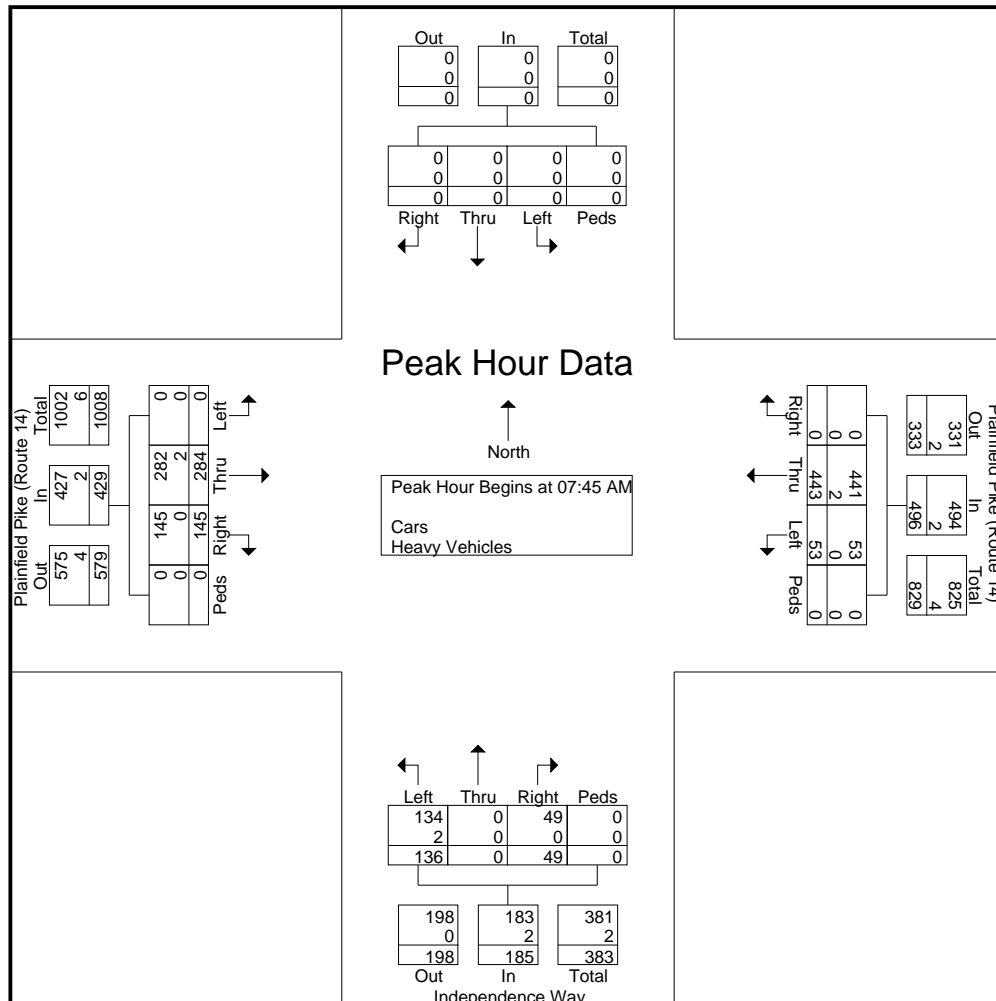 Out In Total
0 0 0
0 0 0
0 0 0
0 0 0 0
0 0 0 0
0 0 0 0
Right Thru Left Peds
Peak Hour Data
North
Peak Hour Begins at 07:45 AM
Cars
Heavy Vehicles
Plainfield Pike (Route 14)
Out In Total
575 427 1002
4 2 6
579 429 1008
0 282 145 0
0 2 0 0
0 284 145 0
Left Thru Right Peds
Plainfield Pike (Route 14)
Out In Total
331 494 825
2 2 4
333 496 829
0 441 53 0
0 2 0 0
0 443 53 0
Right Thru Left Peds
Left Thru Right Peds
134 0 49 0
2 0 0 0
136 0 49 0
198 183 381
0 2 2
198 185 383
Out In Total
Independence Way